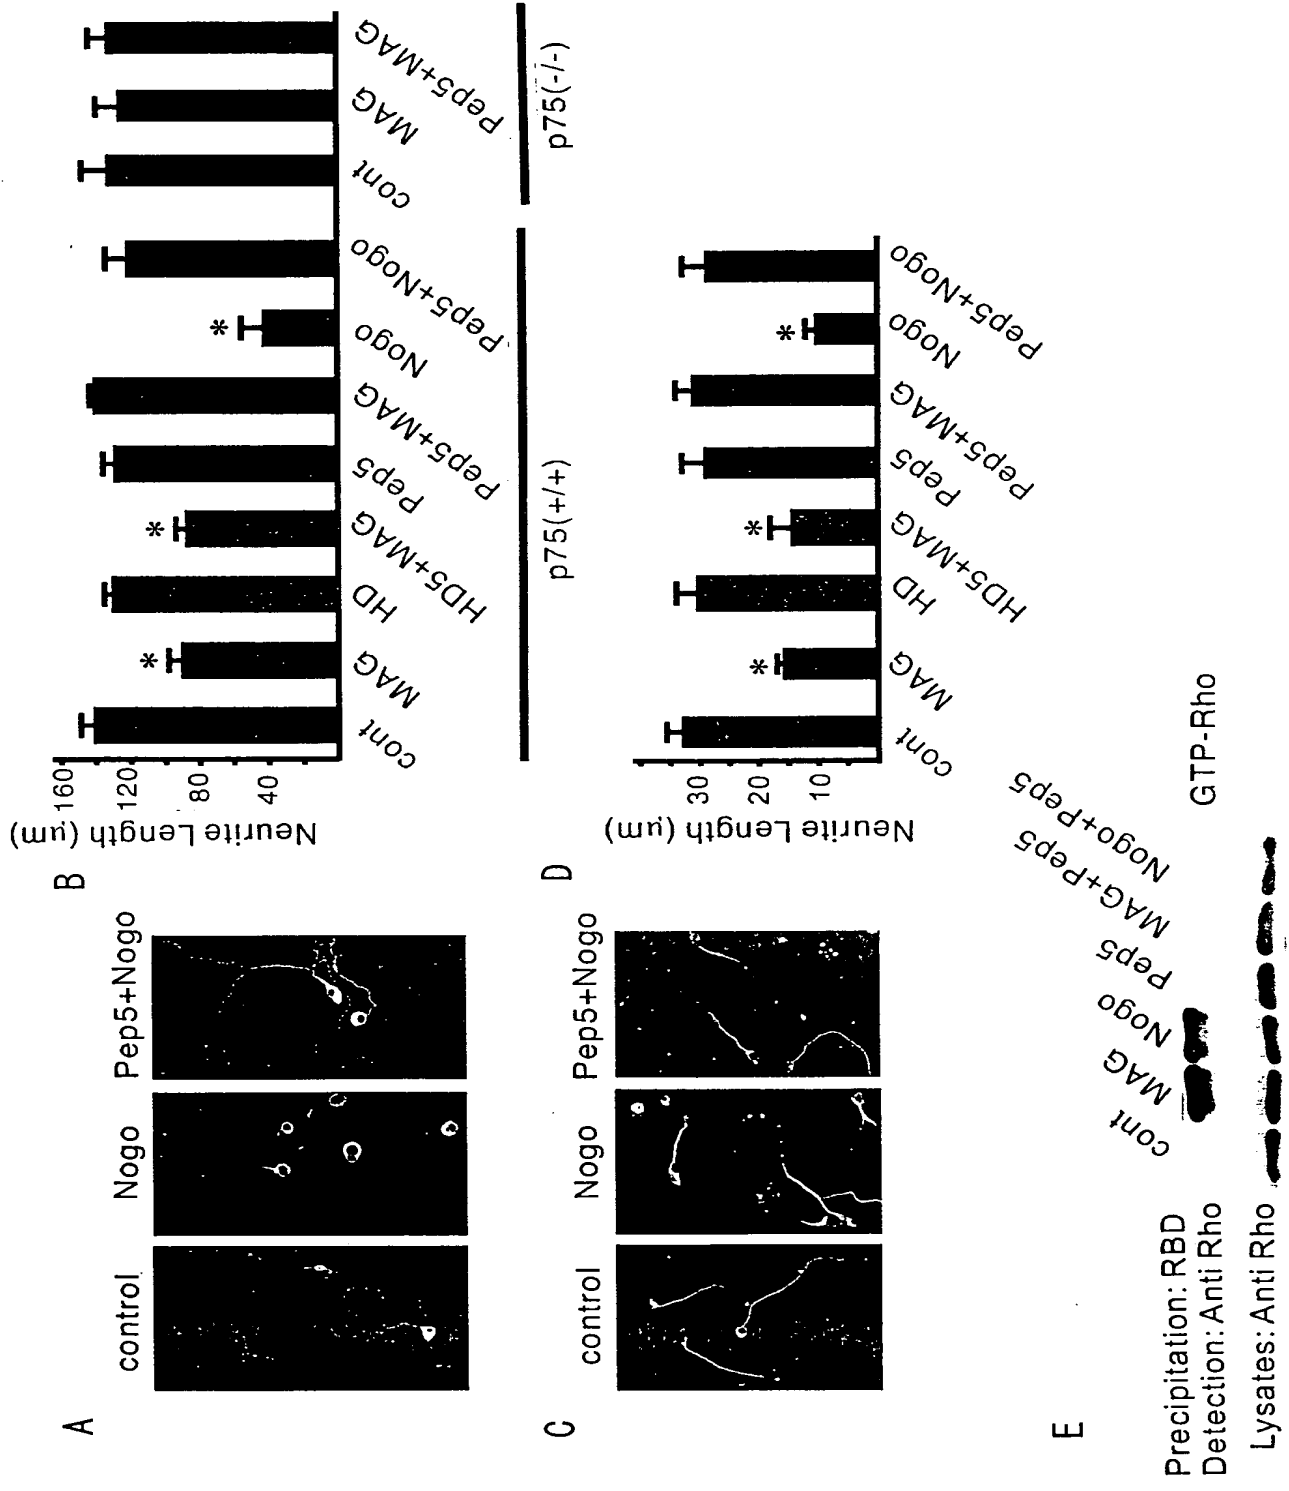 A
control
Nogo
Pep5+Nogo
B
Neurite Length (μm)
160
120
80
40
cont
MAG
HD
HD5+MAG
Pep5
Pep5+MAG
Nogo
Pep5+Nogo
cont
MAG
Pep5+MAG
p75(+/+)
p75(-/-)
*
*
*
C
control
Nogo
Pep5+Nogo
D
Neurite Length (μm)
30
20
10
cont
MAG
HD
HD5+MAG
Pep5
Pep5+MAG
Nogo
Pep5+Nogo
*
*
*
E
cont
MAG
Nogo
Pep5
MAG+Pep5
Nogo+Pep5
Precipitation: RBD
Detection: Anti Rho
GTP-Rho
Lysates: Anti Rho